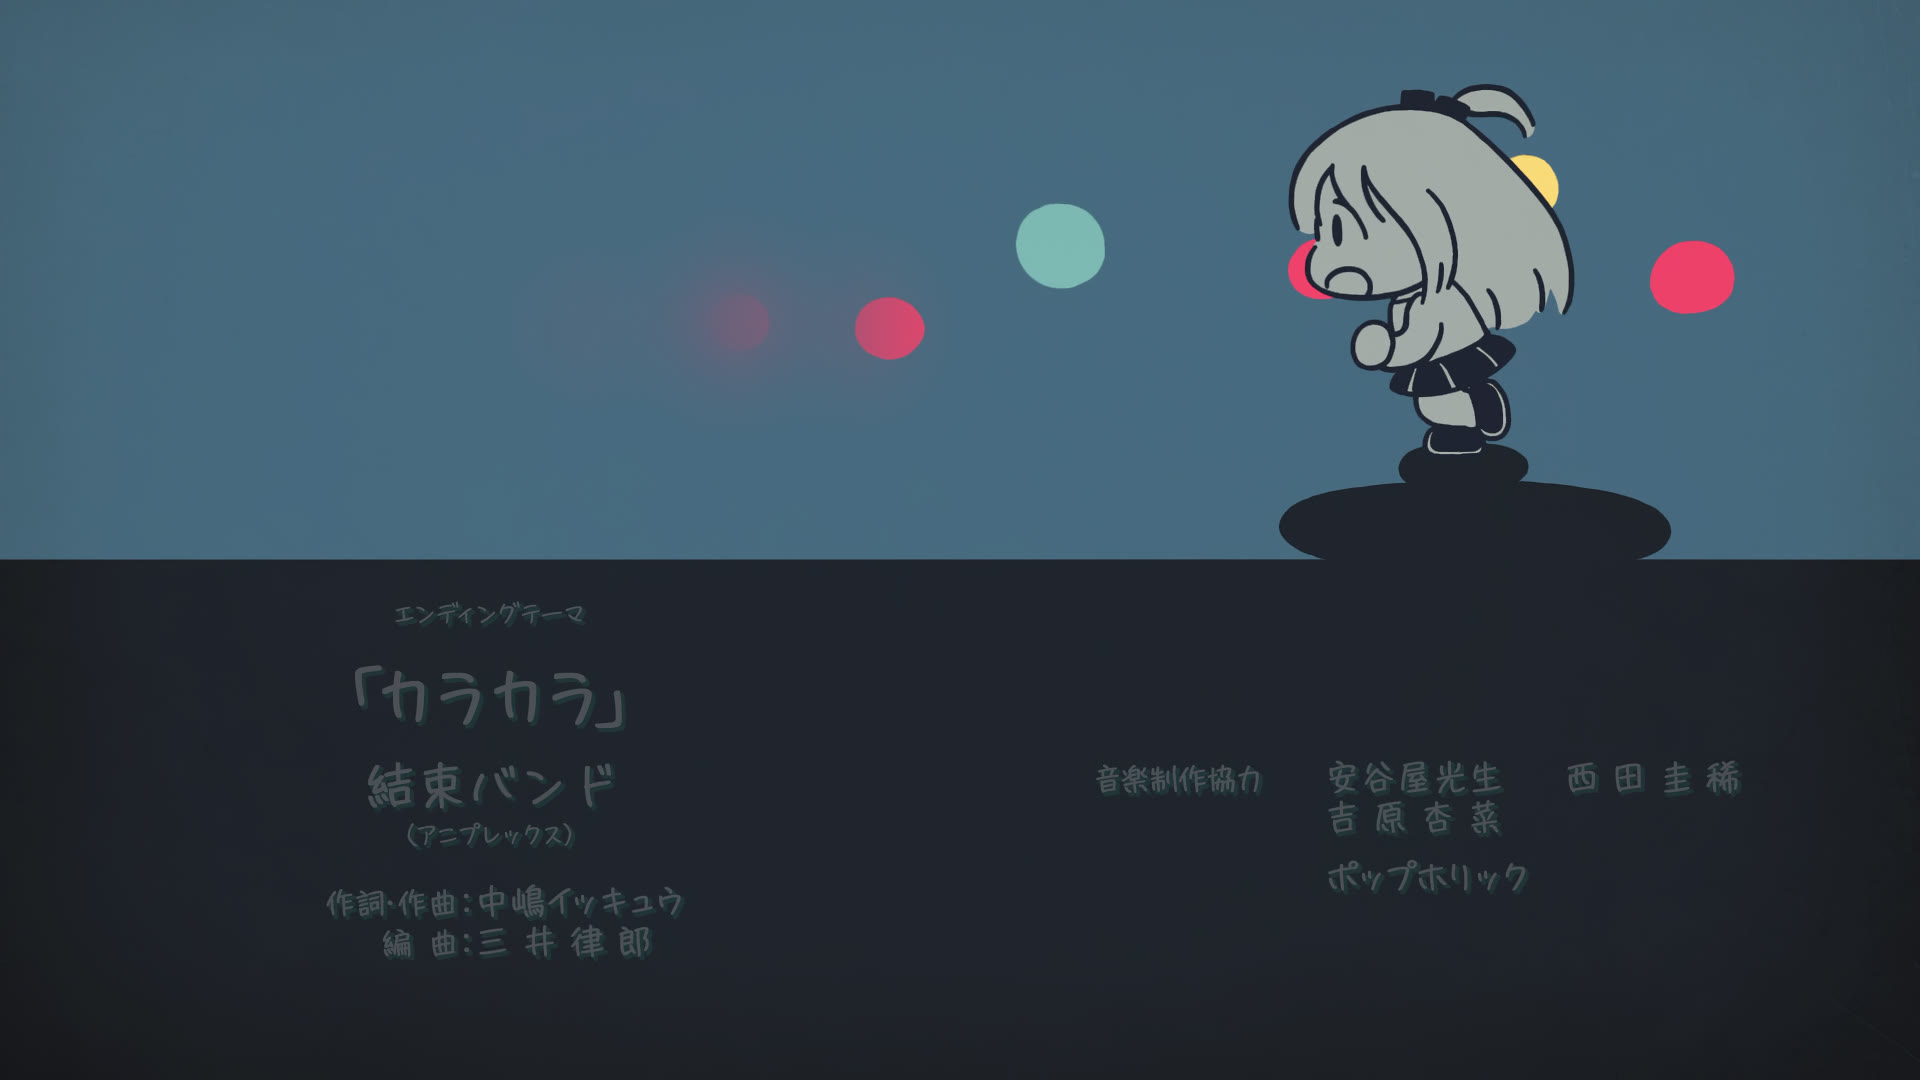 エンディングテーマ
「カラカラ」
結束バンド
(アニプレックス)
作詞・作曲:中嶋イッキュウ
編 曲:三 井 律 郎
音楽制作協力 安谷屋光生 西 田 圭 稀
吉 原 杏 菜
ポップホリック